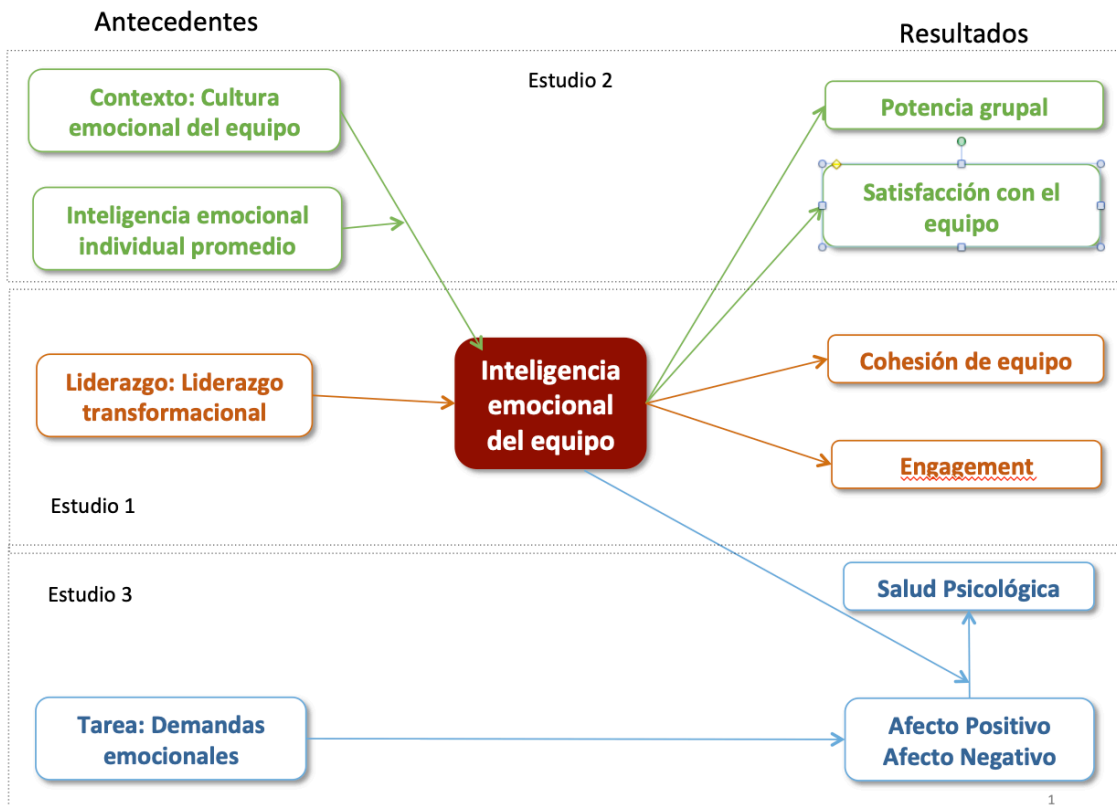 Antecedentes
Resultados
Estudio 2
Contexto: Cultura
emocional del equipo
Potencia grupal
Inteligencia emocional
individual promedio
Satisfacción con el
equipo
Liderazgo: Liderazgo
transformacional
Inteligencia
emocional
del equipo
Cohesión de equipo
Engagement
Estudio 1
Estudio 3
Salud Psicológica
Tarea: Demandas
emocionales
Afecto Positivo
Afecto Negativo
1